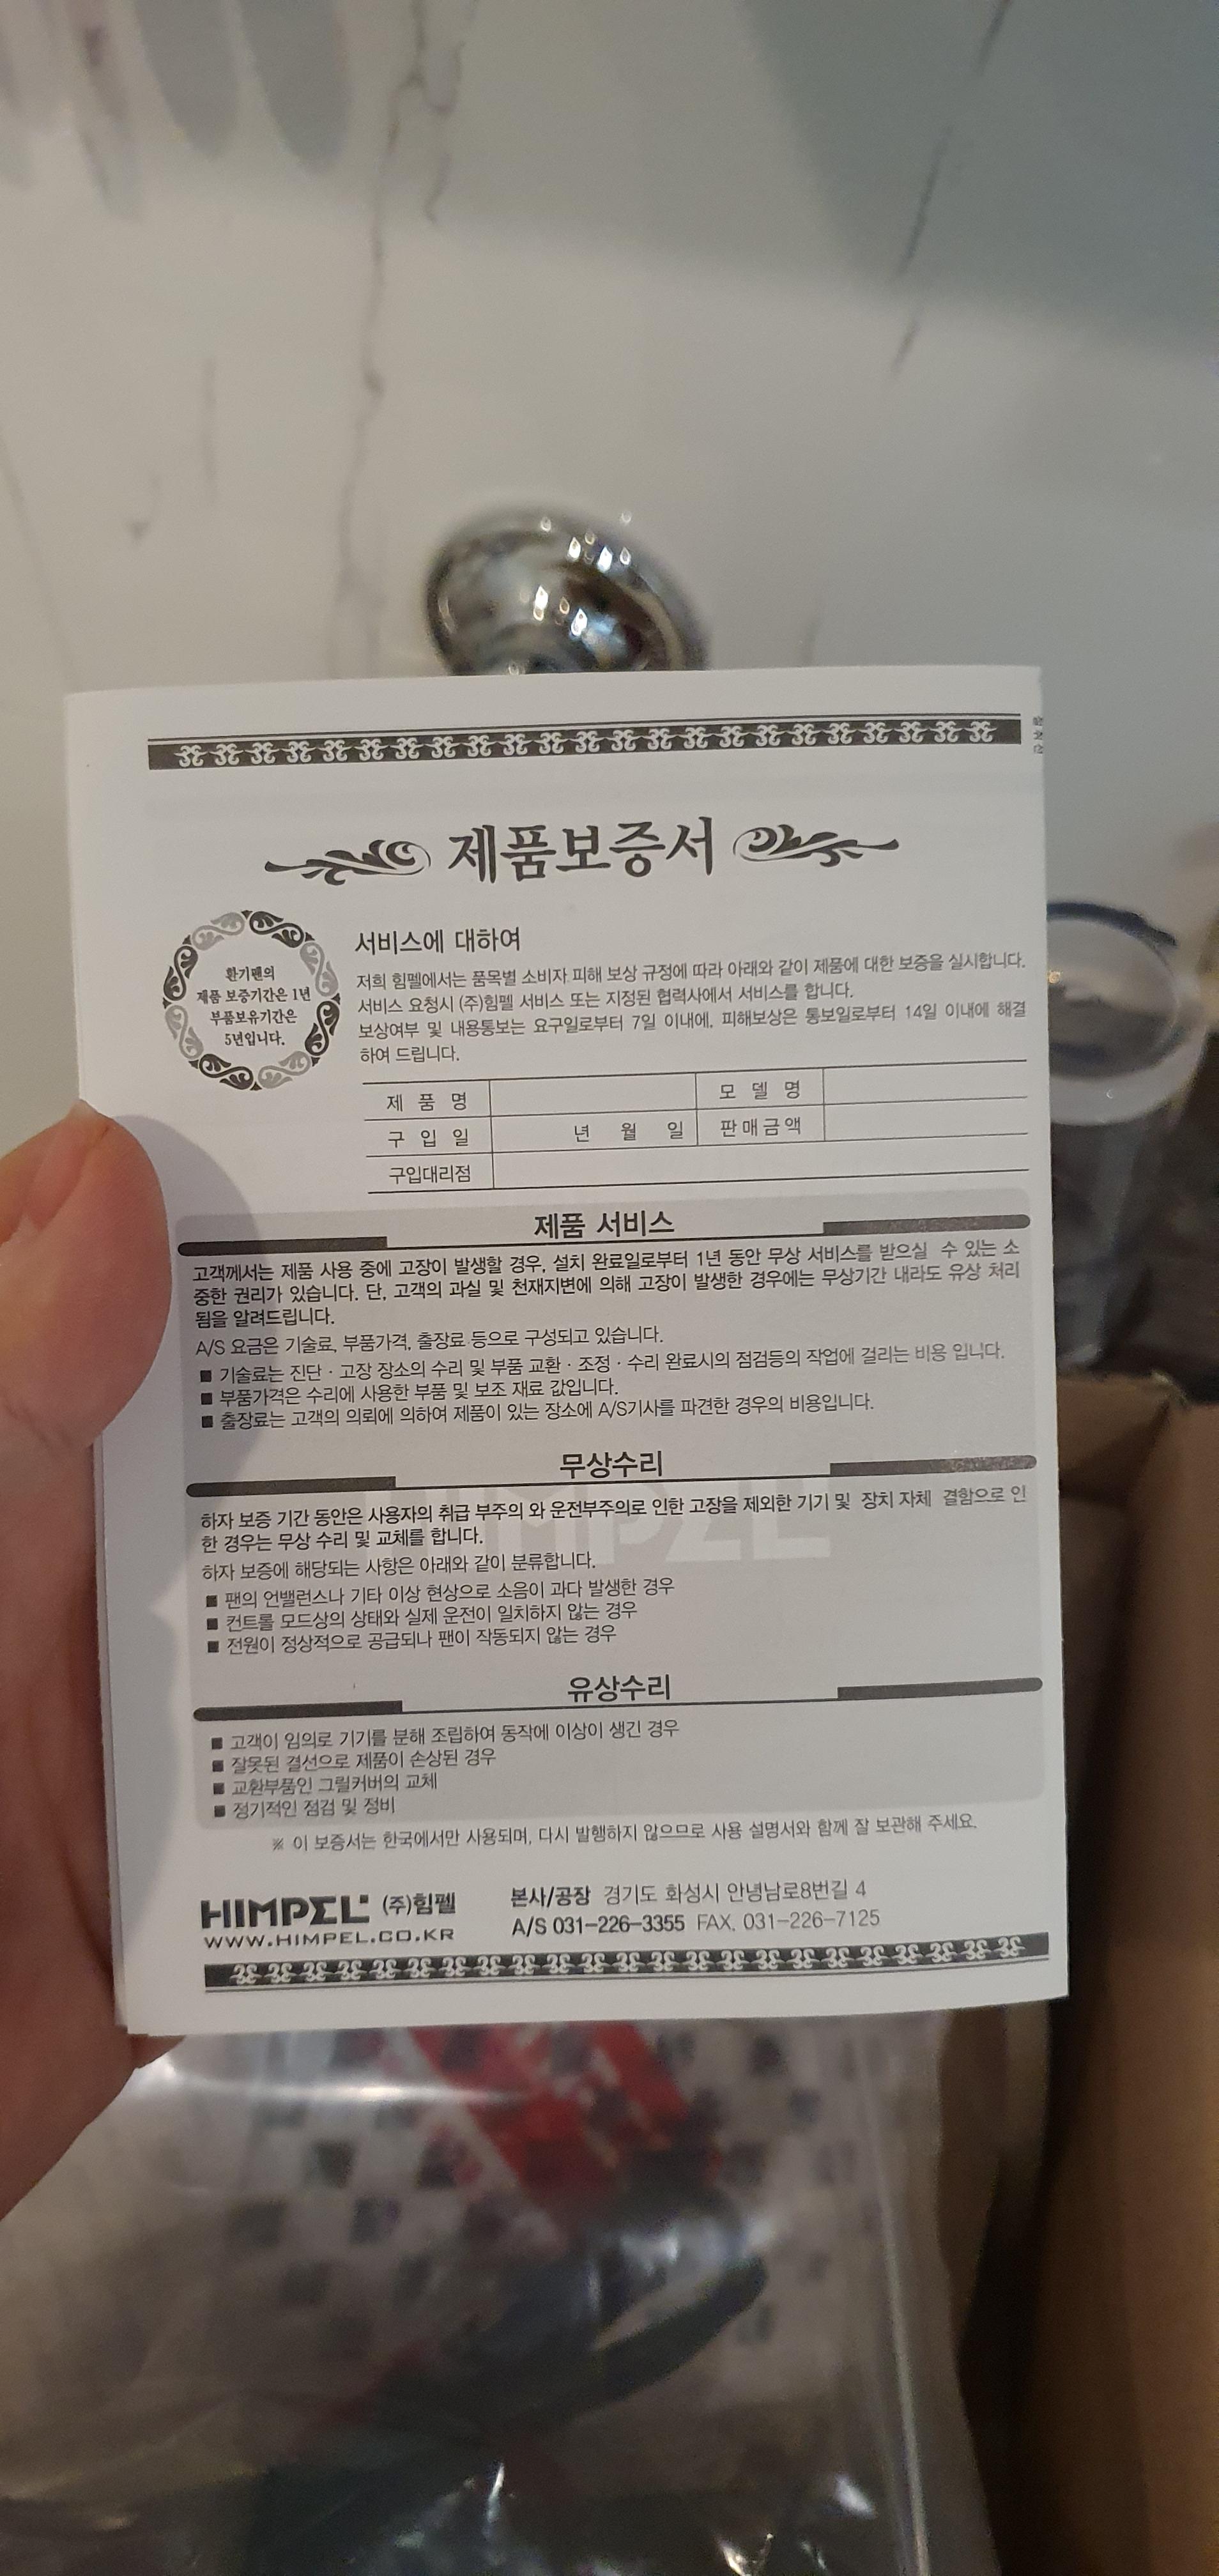 제품보증서
환기팬의
제품 보증기간은 1년
부품보유기간은
5년입니다.
서비스에 대하여
저희 힘펠에서는 품목별 소비자 피해 보상 규정에 따라 아래와 같이 제품에 대한 보증을 실시합니다.
서비스 요청시 (주)힘펠 서비스 또는 지정된 협력사에서 서비스를 합니다.
보상여부 및 내용통보는 요구일로부터 7일 이내에, 피해보상은 통보일로부터 14일 이내에 해결
하여 드립니다.
제 품 명 모 델 명
구 입 일 년 월 일 판매금액
구입대리점
제품 서비스
고객께서는 제품 사용 중에 고장이 발생할 경우, 설치 완료일로부터 1년 동안 무상 서비스를 받으실 수 있는 소
중한 권리가 있습니다. 단, 고객의 과실 및 천재지변에 의해 고장이 발생한 경우에는 무상기간 내라도 유상 처리
됨을 알려드립니다.
A/S 요금은 기술료, 부품가격, 출장료 등으로 구성되고 있습니다.
■ 기술료는 진단 · 고장 장소의 수리 및 부품 교환 · 조정 · 수리 완료시의 점검등의 작업에 걸리는 비용 입니다.
■ 부품가격은 수리에 사용한 부품 및 보조 재료 값입니다.
■ 출장료는 고객의 의뢰에 의하여 제품이 있는 장소에 A/S기사를 파견한 경우의 비용입니다.
무상수리
하자 보증 기간 동안은 사용자의 취급 부주의 와 운전부주의로 인한 고장을 제외한 기기 및 장치 자체 결함으로 인
한 경우는 무상 수리 및 교체를 합니다.
하자 보증에 해당되는 사항은 아래와 같이 분류합니다.
■ 팬의 언밸런스나 기타 이상 현상으로 소음이 과다 발생한 경우
■ 컨트롤 모드상의 상태와 실제 운전이 일치하지 않는 경우
■ 전원이 정상적으로 공급되나 팬이 작동되지 않는 경우
유상수리
■ 고객이 임의로 기기를 분해 조립하여 동작에 이상이 생긴 경우
■ 잘못된 결선으로 제품이 손상된 경우
■ 교환부품인 그릴커버의 교체
■ 정기적인 점검 및 정비
※ 이 보증서는 한국에서만 사용되며, 다시 발행하지 않으므로 사용 설명서와 함께 잘 보관해 주세요.
HIMPEL (주)힘펠 본사/공장 경기도 화성시 안녕남로8번길 4
WWW.HIMPEL.CO.KR A/S 031-226-3355 FAX. 031-226-7125